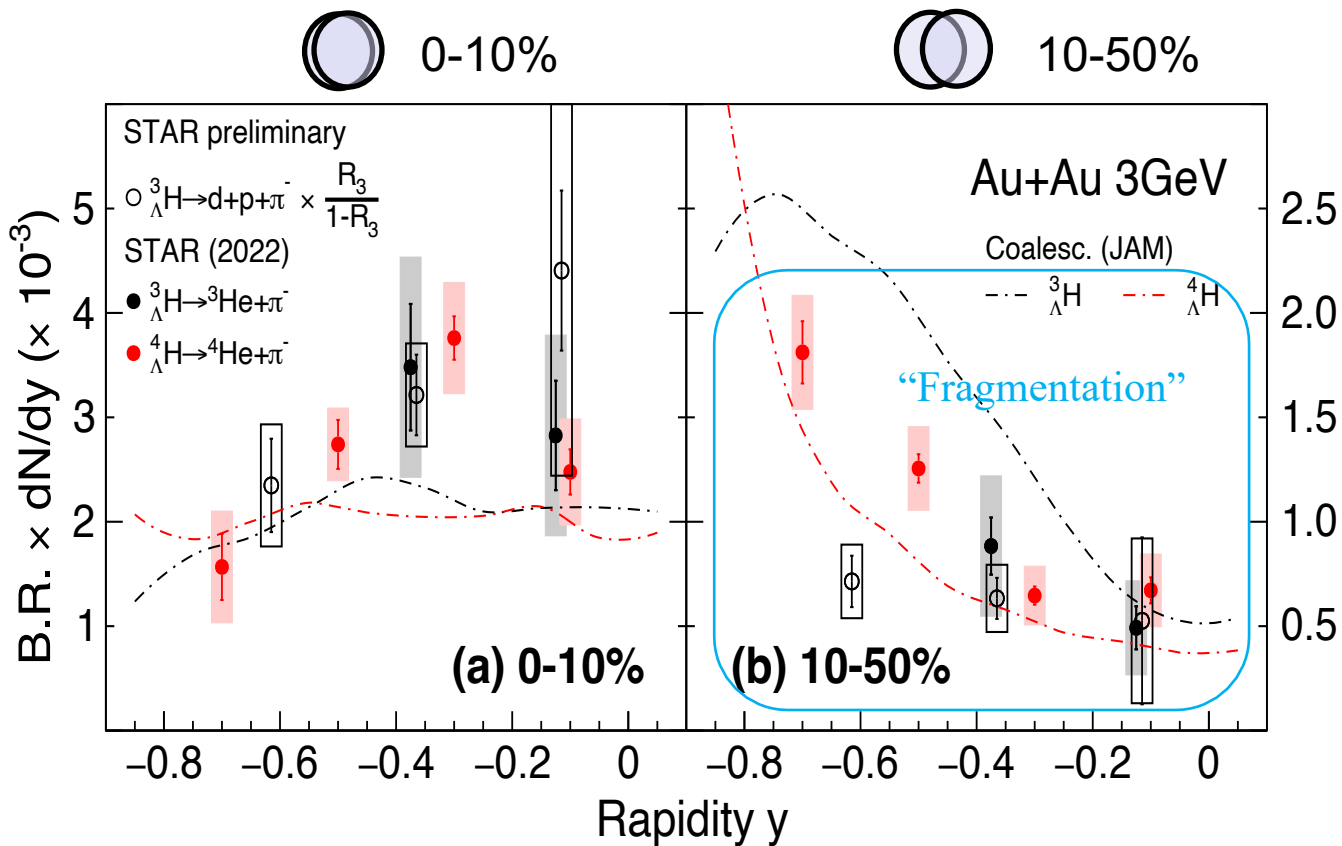 0-10%
10-50%
STAR preliminary
³ΛH→d+p+π⁻ × R₃/1-R₃
STAR (2022)
³ΛH→³He+π⁻
⁴ΛH→⁴He+π⁻
B.R. × dN/dy (× 10⁻³)
5
4
3
2
1
(a) 0-10%
−0.8 −0.6 −0.4 −0.2 0
Au+Au 3GeV
Coalesc. (JAM)
³ΛH ⁴ΛH
“Fragmentation”
(b) 10-50%
2.5
2.0
1.5
1.0
0.5
−0.8 −0.6 −0.4 −0.2 0
Rapidity y